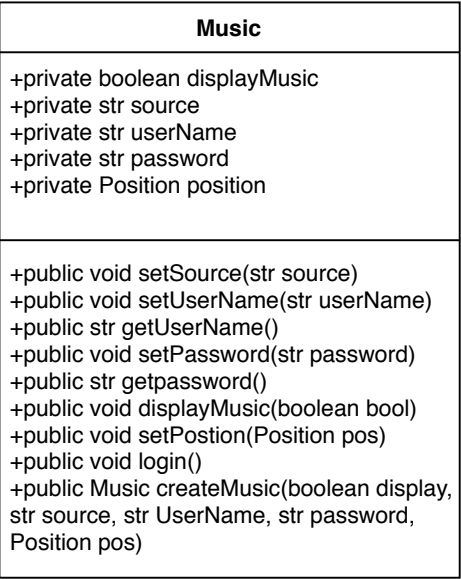 Music
+private boolean displayMusic
+private str source
+private str userName
+private str password
+private Position position
+public void setSource(str source)
+public void setUserName(str userName)
+public str getUserName()
+public void setPassword(str password)
+public str getpassword()
+public void displayMusic(boolean bool)
+public void setPostion(Position pos)
+public void login()
+public Music createMusic(boolean display,
str source, str UserName, str password,
Position pos)